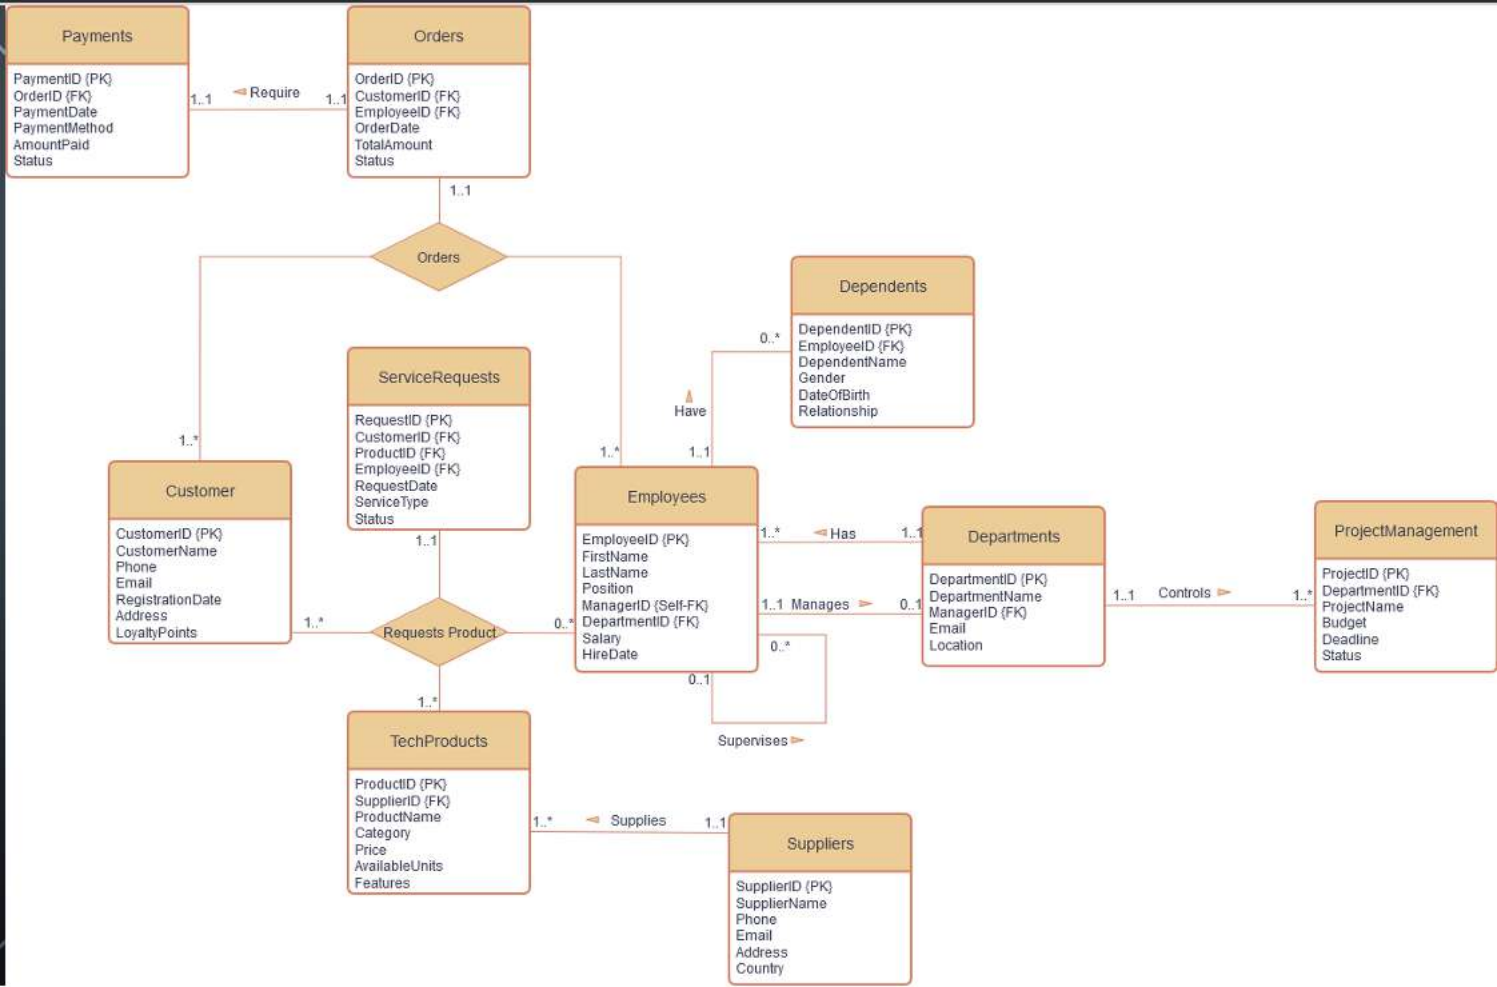 Payments
PaymentID {PK}
OrderID {FK}
PaymentDate
PaymentMethod
AmountPaid
Status
1..1
Require
1..1
Orders
OrderID {PK}
CustomerID {FK}
EmployeeID {FK}
OrderDate
TotalAmount
Status
1..1
Orders
1..*
1..*
Dependents
DependentID {PK}
EmployeeID {FK}
DependentName
Gender
DateOfBirth
Relationship
0..*
Have
1..1
ServiceRequests
RequestID {PK}
CustomerID {FK}
ProductID {FK}
EmployeeID {FK}
RequestDate
ServiceType
Status
1..1
Customer
CustomerID {PK}
CustomerName
Phone
Email
RegistrationDate
Address
LoyaltyPoints
1..*
Requests Product
0..*
1..*
Employees
EmployeeID {PK}
FirstName
LastName
Position
ManagerID {Self-FK}
DepartmentID {FK}
Salary
HireDate
1..*
Has
1..1
1..1 Manages
0..1
0..*
0..1
Supervises
Departments
DepartmentID {PK}
DepartmentName
ManagerID {FK}
Email
Location
1..1
Controls
1..*
ProjectManagement
ProjectID {PK}
DepartmentID {FK}
ProjectName
Budget
Deadline
Status
TechProducts
ProductID {PK}
SupplierID {FK}
ProductName
Category
Price
AvailableUnits
Features
1..*
Supplies
1..1
Suppliers
SupplierID {PK}
SupplierName
Phone
Email
Address
Country